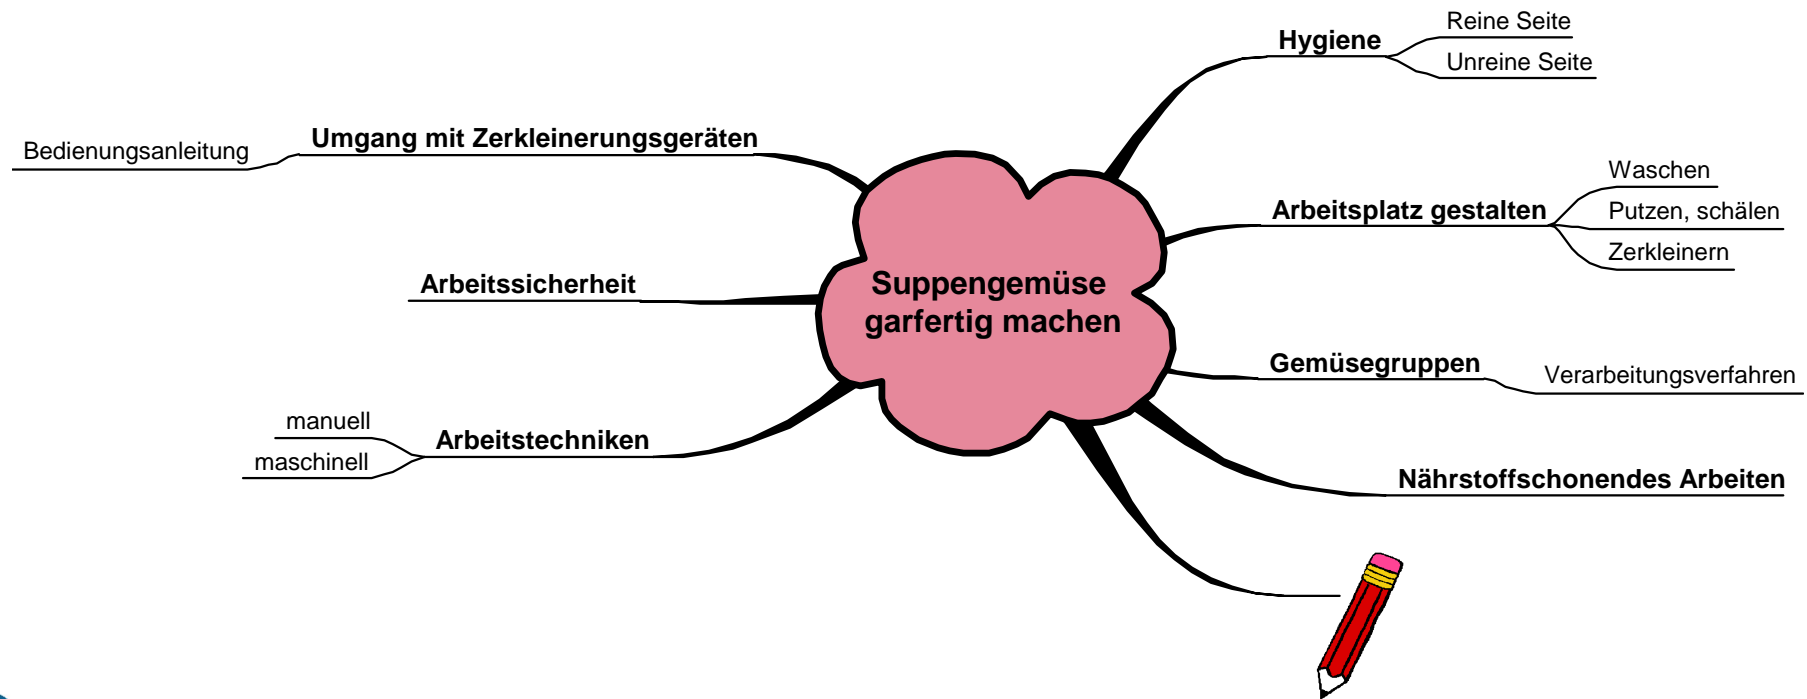 Reine Seite
Hygiene
Unreine Seite
Umgang mit Zerkleinerungsgeräten
Bedienungsanleitung
Waschen
Arbeitsplatz gestalten
Putzen, schälen
Zerkleinern
Arbeitssicherheit
Suppengemüse
garfertig machen
Gemüsegruppen
Verarbeitungsverfahren
manuell
Arbeitstechniken
maschinell
Nährstoffschonendes Arbeiten